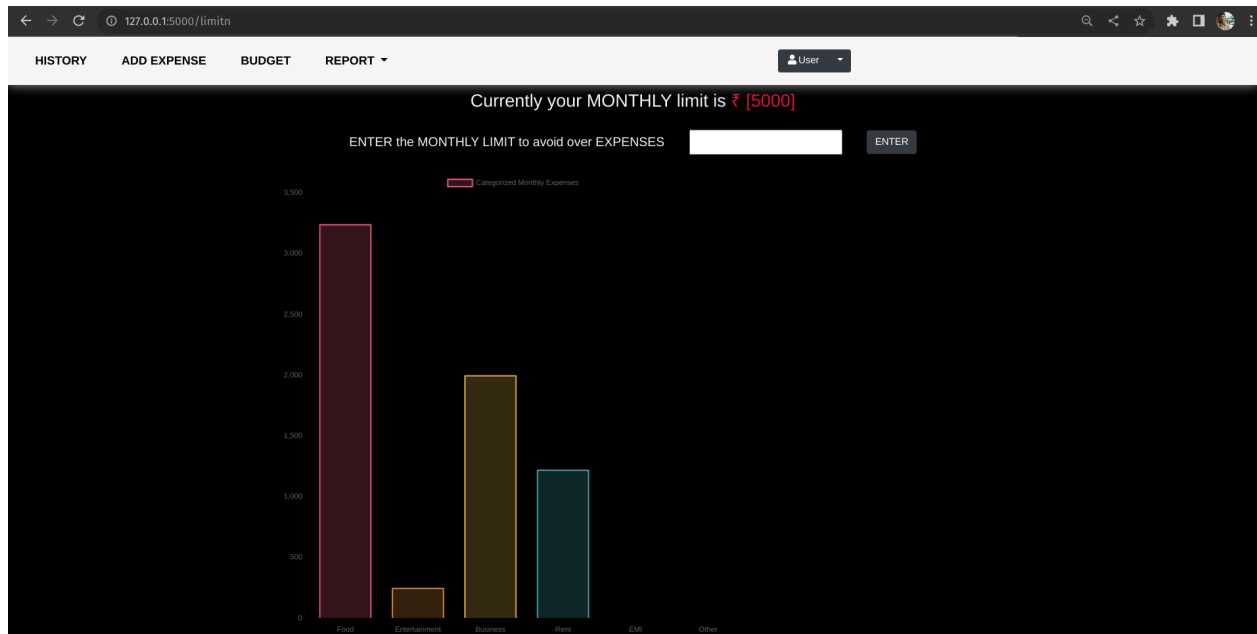 127.0.0.1:5000/limitn
HISTORY ADD EXPENSE BUDGET REPORT User
Currently your MONTHLY limit is ₹ [5000]
ENTER the MONTHLY LIMIT to avoid over EXPENSES ENTER
Categorized Monthly Expenses
3,500
3,000
2,500
2,000
1,500
1,000
500
0
Food Entertainment Business Rent EMI Other